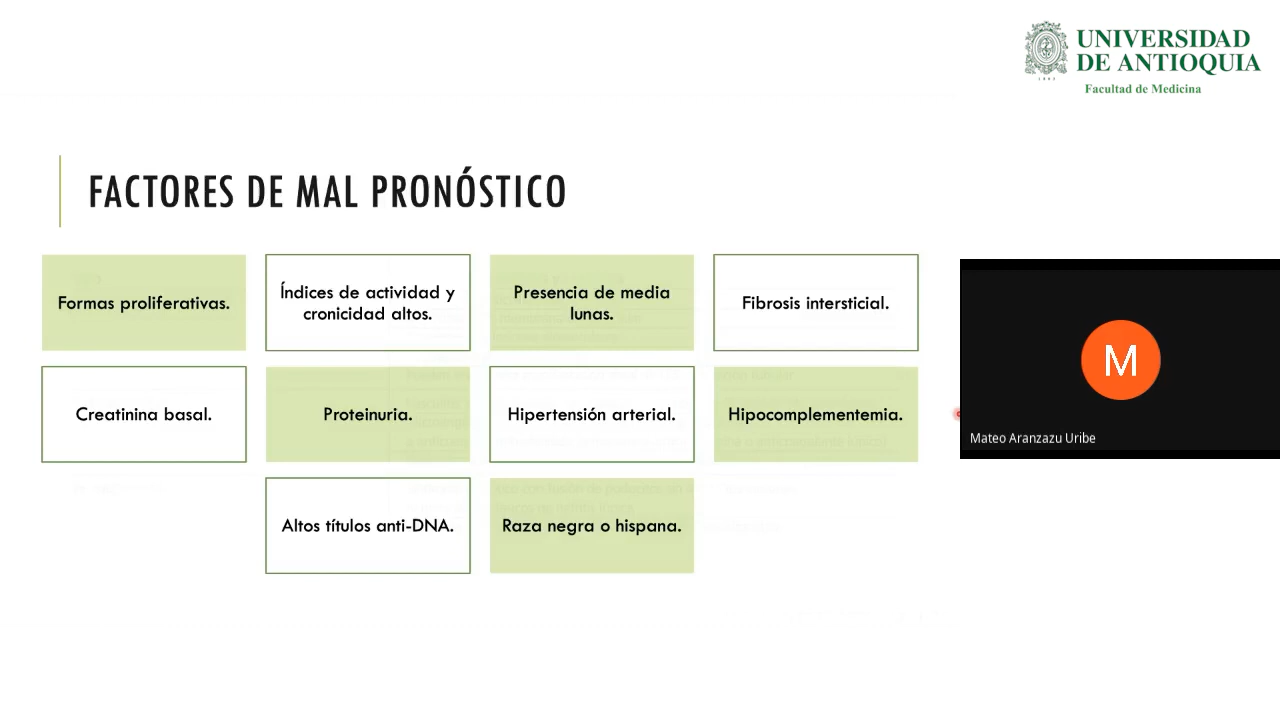 UNIVERSIDAD
DE ANTIOQUIA
1803
Facultad de Medicina
FACTORES DE MAL PRONÓSTICO
Formas proliferativas.
Índices de actividad y
cronicidad altos.
Presencia de media
lunas.
Fibrosis intersticial.
Creatinina basal.
Proteinuria.
Hipertensión arterial.
Hipocomplementemia.
Altos títulos anti-DNA.
Raza negra o hispana.
M
Mateo Aranzazu Uribe